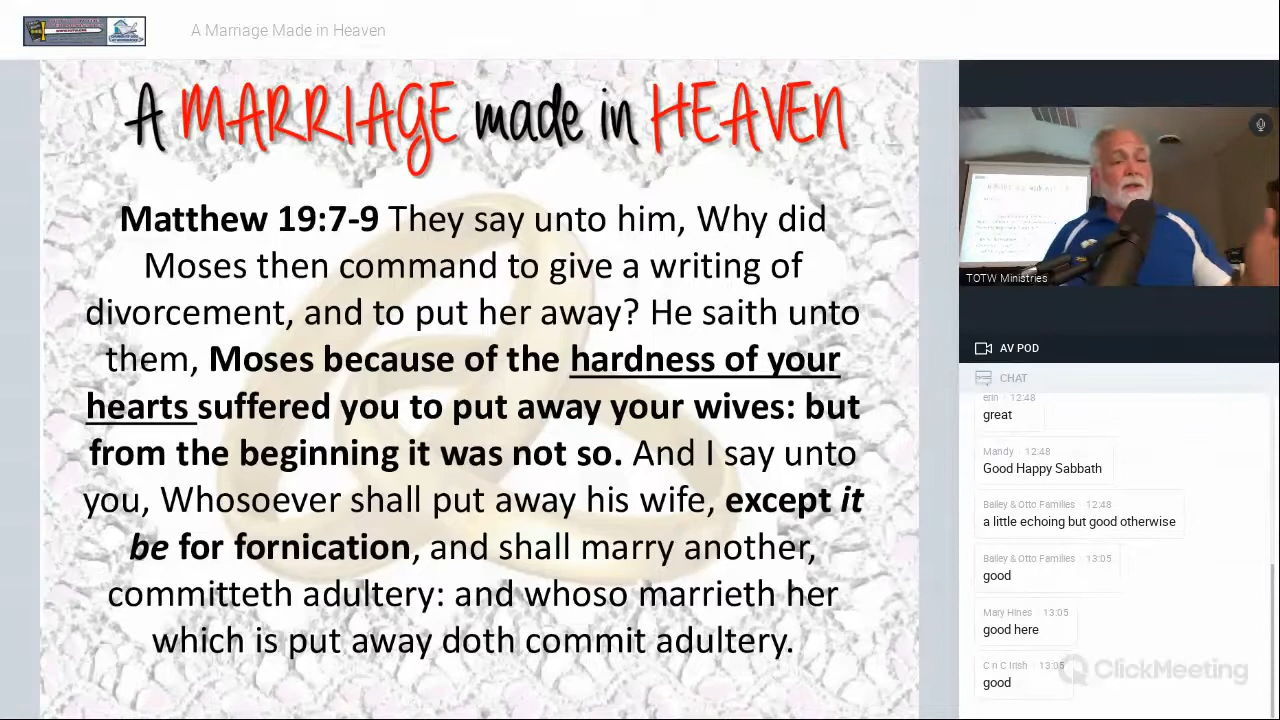 A Marriage Made in Heaven
A MARRIAGE made in HEAVEN
Matthew 19:7-9 They say unto him, Why did
Moses then command to give a writing of
divorcement, and to put her away? He saith unto
them, Moses because of the hardness of your
hearts suffered you to put away your wives: but
from the beginning it was not so. And I say unto
you, Whosoever shall put away his wife, except it
be for fornication, and shall marry another,
committeth adultery: and whoso marrieth her
which is put away doth commit adultery.
TOTW Ministries
AV POD
CHAT
erin 12:48
great
Mandy 12:48
Good Happy Sabbath
Bailey & Otto Families 12:48
a little echoing but good otherwise
Bailey & Otto Families 13:05
good
Mary Hines 13:05
good here
C n C Irish 13:05
good
ClickMeeting